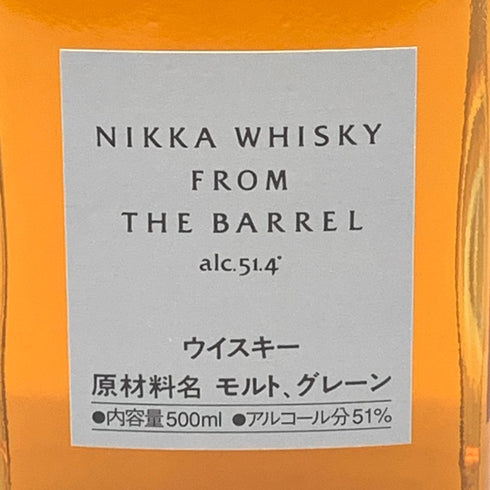 NIKKA WHISKY
FROM
THE BARREL
alc.51.4°
ウイスキー
原材料名 モルト、グレーン
●内容量500ml ●アルコール分51%